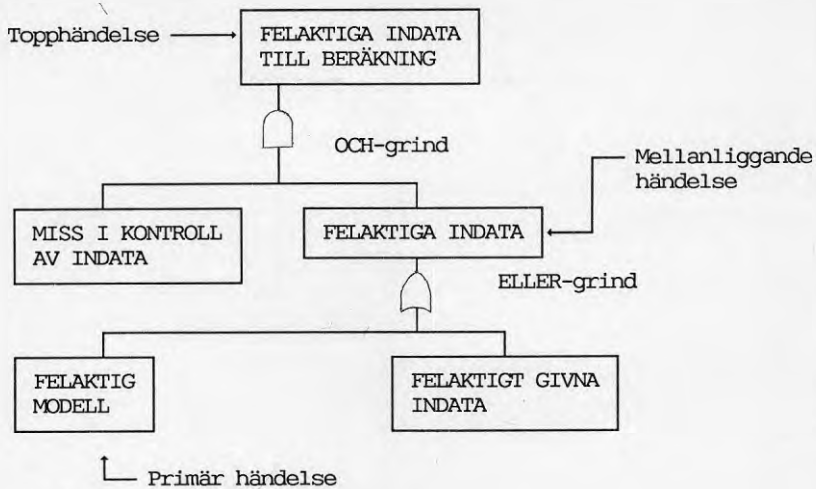 Topphändelse
FELAKTIGA INDATA
TILL BERÄKNING
OCH-grind
Mellanliggande
händelse
MISS I KONTROLL
AV INDATA
FELAKTIGA INDATA
ELLER-grind
FELAKTIG
MODELL
FELAKTIGT GIVNA
INDATA
Primär händelse